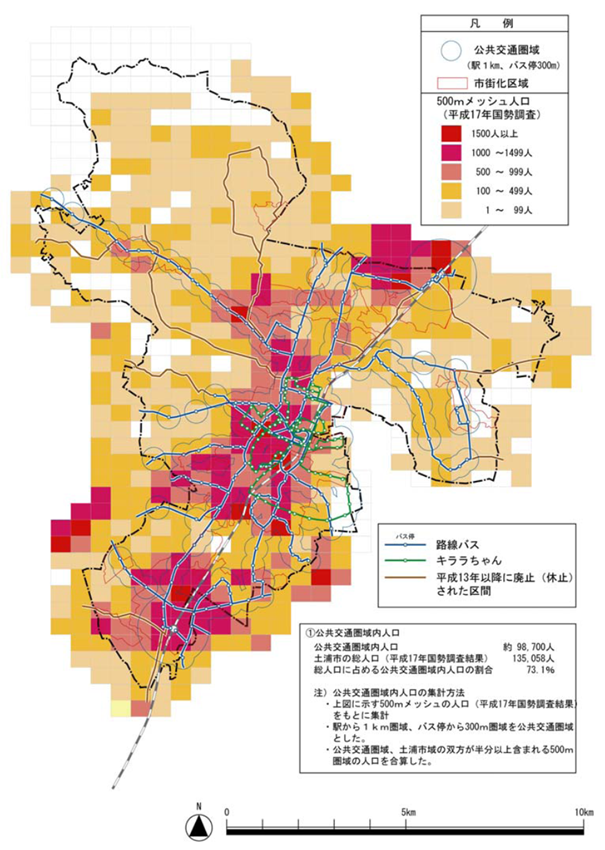 凡 例
公共交通圏域
(駅1km、バス停300m)
市街化区域
500mメッシュ人口
(平成17年国勢調査)
1500人以上
1000 ～1499人
500 ～ 999人
100 ～ 499人
1 ～ 99人
バス停
路線バス
キララちゃん
平成13年以降に廃止(休止)
された区間
①公共交通圏域内人口
公共交通圏域内人口 約 98,700人
土浦市の総人口(平成17年国勢調査結果) 135,058人
総人口に占める公共交通圏域内人口の割合 73.1%
注) 公共交通圏域内人口の集計方法
・上図に示す500mメッシュの人口(平成17年国勢調査結果)
をもとに集計
・駅から1km圏域、バス停から300m圏域を公共交通圏域
とした。
・公共交通圏域、土浦市域の双方が半分以上含まれる500m
圏域の人口を合算した。
N
0 5km 10km